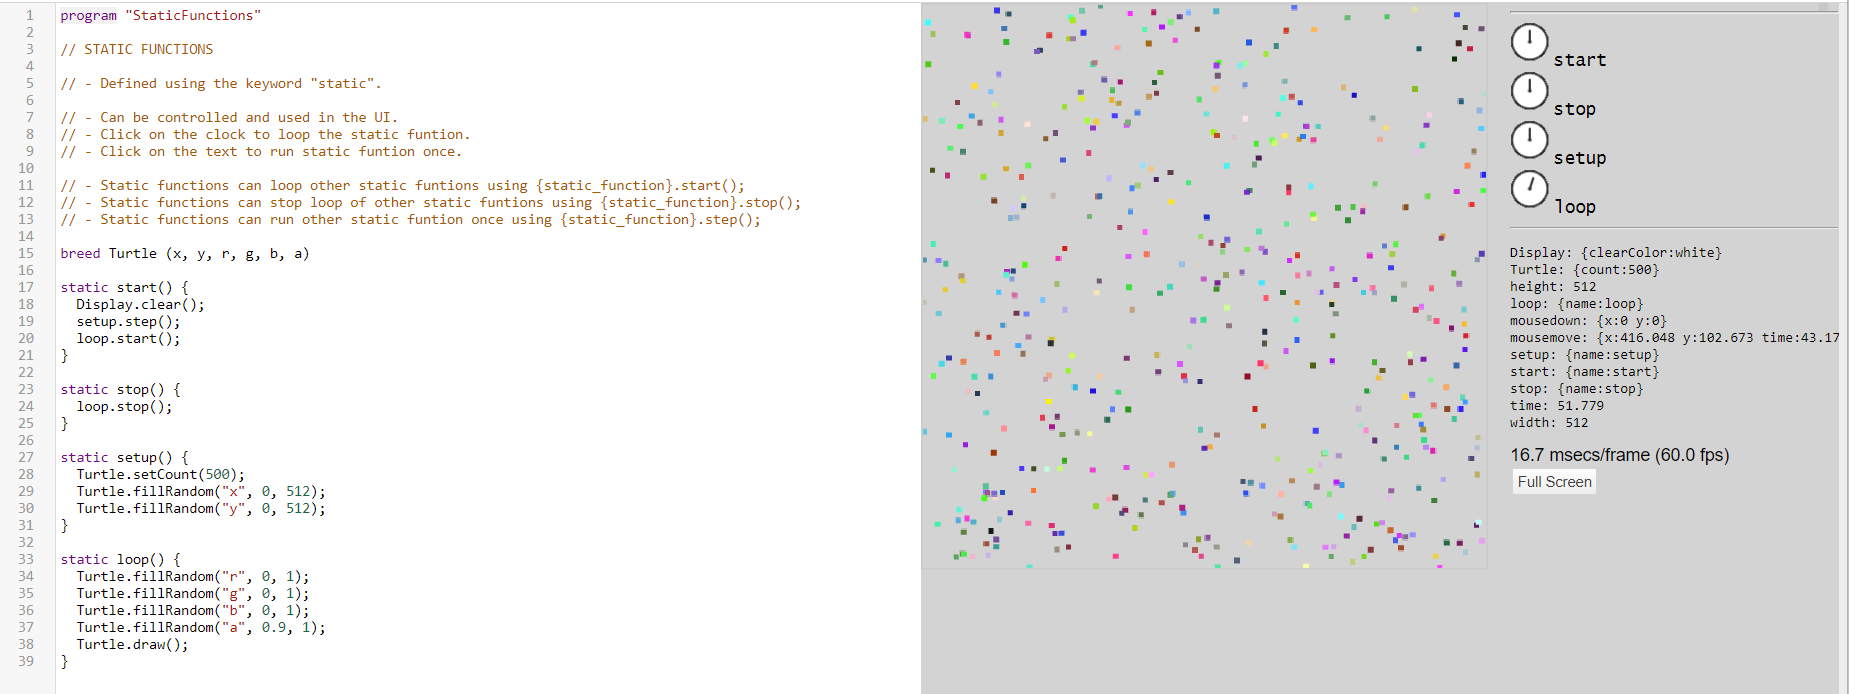 1 program "StaticFunctions"
2
3 // STATIC FUNCTIONS
4
5 // - Defined using the keyword "static".
6
7 // - Can be controlled and used in the UI.
8 // - Click on the clock to loop the static funtion.
9 // - Click on the text to run static funtion once.
10
11 // - Static functions can loop other static funtions using {static_function}.start();
12 // - Static functions can stop loop of other static funtions using {static_function}.stop();
13 // - Static functions can run other static funtion once using {static_function}.step();
14
15 breed Turtle (x, y, r, g, b, a)
16
17 static start() {
18   Display.clear();
19   setup.step();
20   loop.start();
21 }
22
23 static stop() {
24   loop.stop();
25 }
26
27 static setup() {
28   Turtle.setCount(500);
29   Turtle.fillRandom("x", 0, 512);
30   Turtle.fillRandom("y", 0, 512);
31 }
32
33 static loop() {
34   Turtle.fillRandom("r", 0, 1);
35   Turtle.fillRandom("g", 0, 1);
36   Turtle.fillRandom("b", 0, 1);
37   Turtle.fillRandom("a", 0.9, 1);
38   Turtle.draw();
39 }
start
stop
setup
loop
Display: {clearColor:white}
Turtle: {count:500}
height: 512
loop: {name:loop}
mousedown: {x:0 y:0}
mousemove: {x:416.048 y:102.673 time:43.17
setup: {name:setup}
start: {name:start}
stop: {name:stop}
time: 51.779
width: 512
16.7 msecs/frame (60.0 fps)
Full Screen